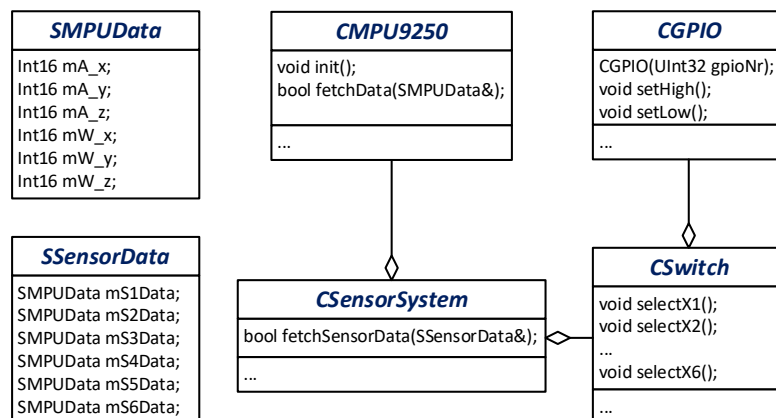 SMPUData
Int16 mA_x;
Int16 mA_y;
Int16 mA_z;
Int16 mW_x;
Int16 mW_y;
Int16 mW_z;
CMPU9250
void init();
bool fetchData(SMPUData&);
...
CGPIO
CGPIO(UInt32 gpioNr);
void setHigh();
void setLow();
...
SSensorData
SMPUData mS1Data;
SMPUData mS2Data;
SMPUData mS3Data;
SMPUData mS4Data;
SMPUData mS5Data;
SMPUData mS6Data;
CSensorSystem
bool fetchSensorData(SSensorData&);
...
CSwitch
void selectX1();
void selectX2();
...
void selectX6();
...